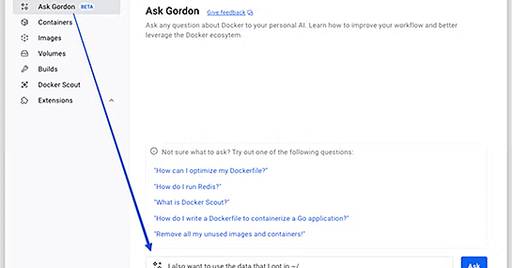 Ask Gordon BETA
Containers
Images
Volumes
Builds
Docker Scout
Extensions
Ask Gordon Give feedback
Ask any question about Docker to your personal AI. Learn how to improve your workflow and better
leverage the Docker ecosytem.
Not sure what to ask? Try out one of the following questions:
"How can I optimize my Dockerfile?"
"How do I run Redis?"
"What is Docker Scout?"
"How do I write a Dockerfile to containerize a Go application?"
"Remove all my unused images and containers!"
I also want to use the data that I got in ~/
Ask